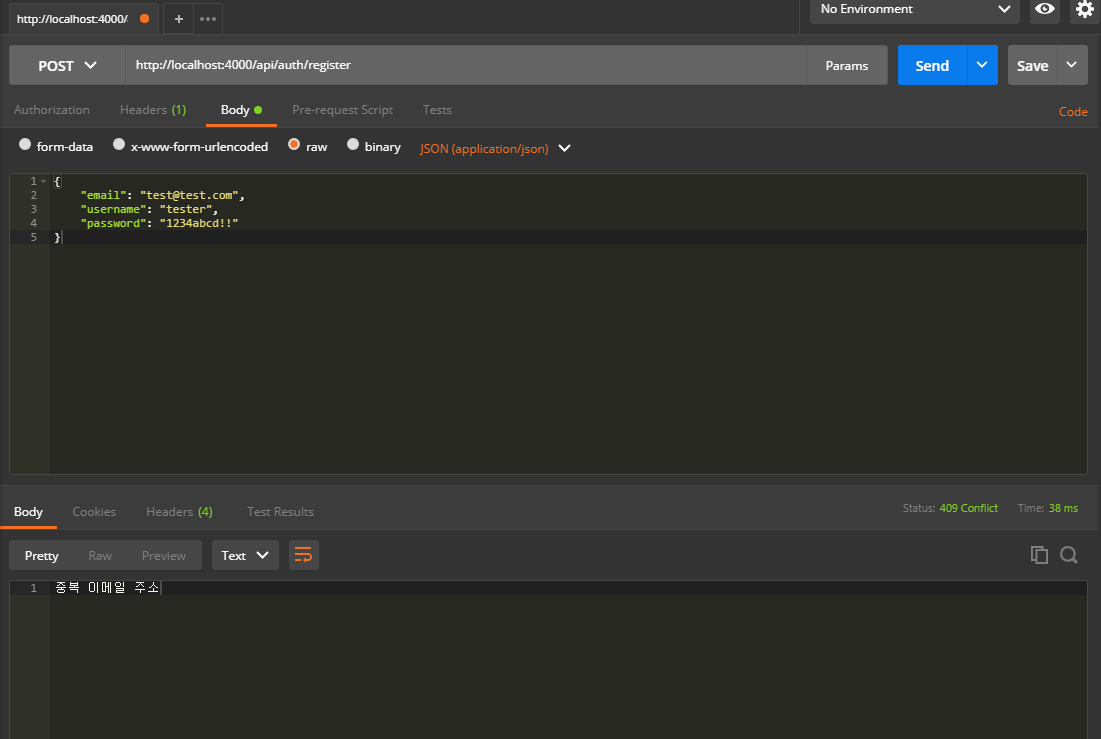 http://localhost:4000/
+
No Environment
POST
http://localhost:4000/api/auth/register
Params
Send
Save
Authorization
Headers (1)
Body
Pre-request Script
Tests
Code
form-data
x-www-form-urlencoded
raw
binary
JSON (application/json)
1 {
2 "email": "test@test.com",
3 "username": "tester",
4 "password": "1234abcd!!"
5 }
Body
Cookies
Headers (4)
Test Results
Status: 409 Conflict
Time: 38 ms
Pretty
Raw
Preview
Text
1 중복 이메일 주소